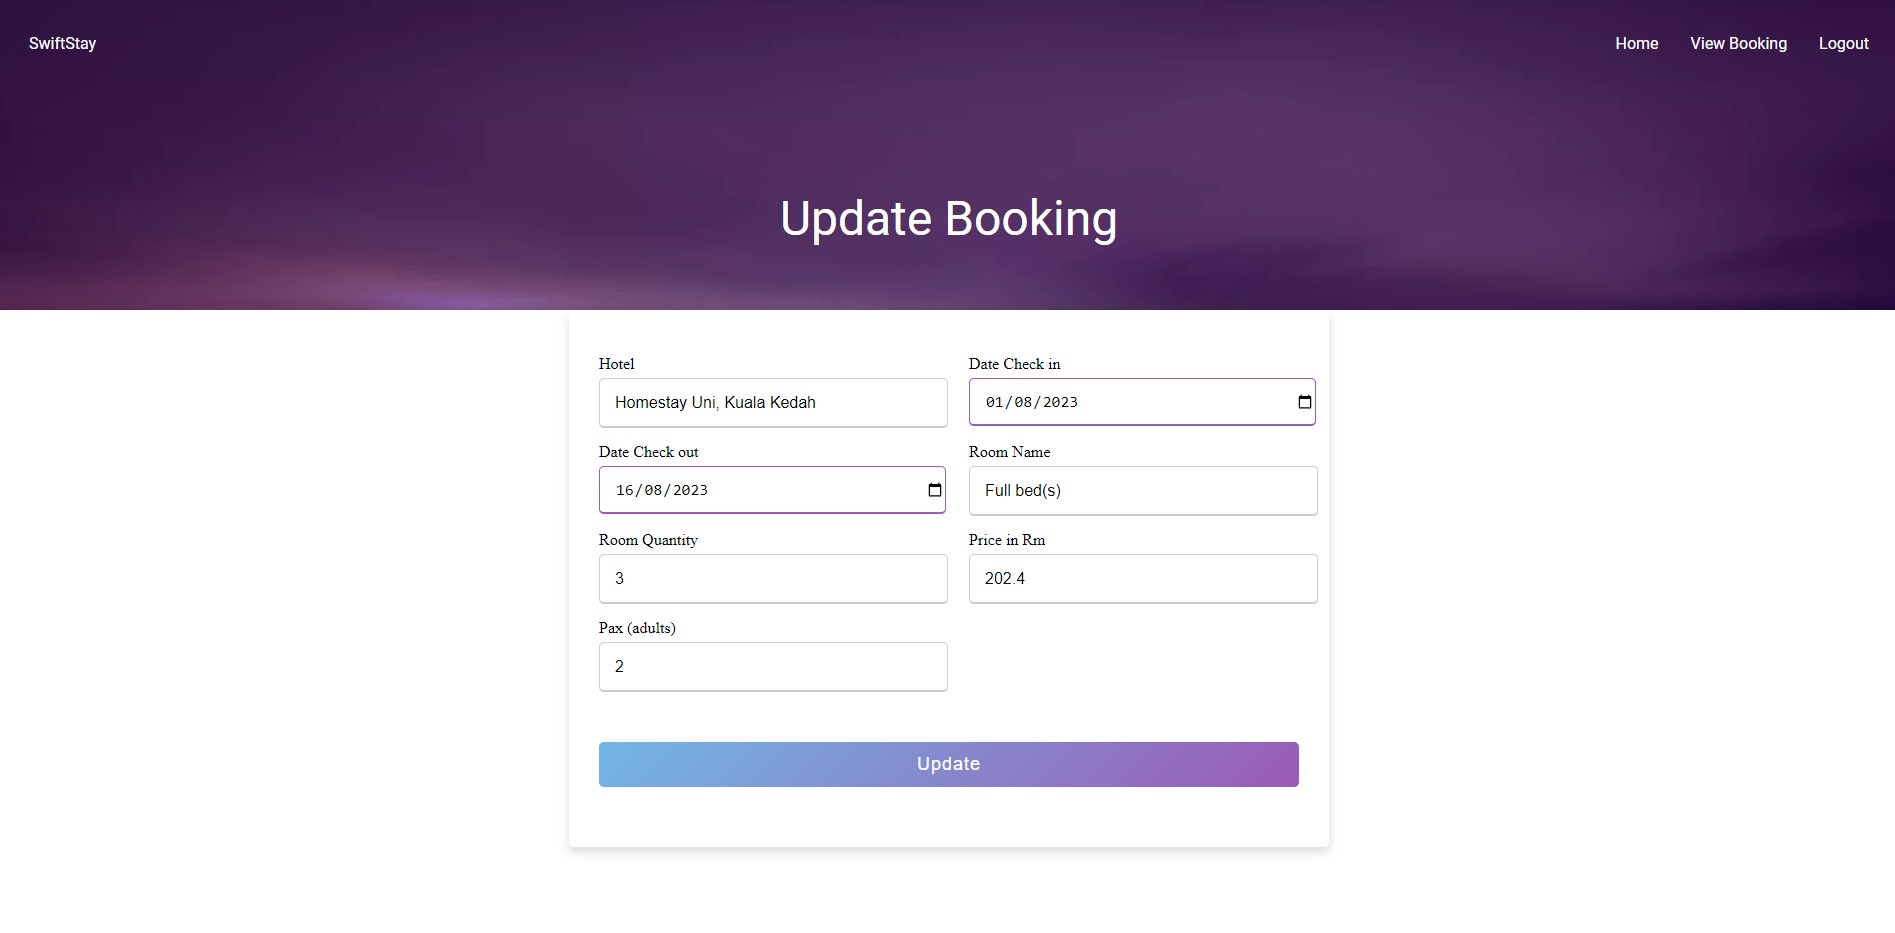 SwiftStay
Home View Booking Logout
Update Booking
Hotel
Homestay Uni, Kuala Kedah
Date Check in
01/08/2023
Date Check out
16/08/2023
Room Name
Full bed(s)
Room Quantity
3
Price in Rm
202.4
Pax (adults)
2
Update